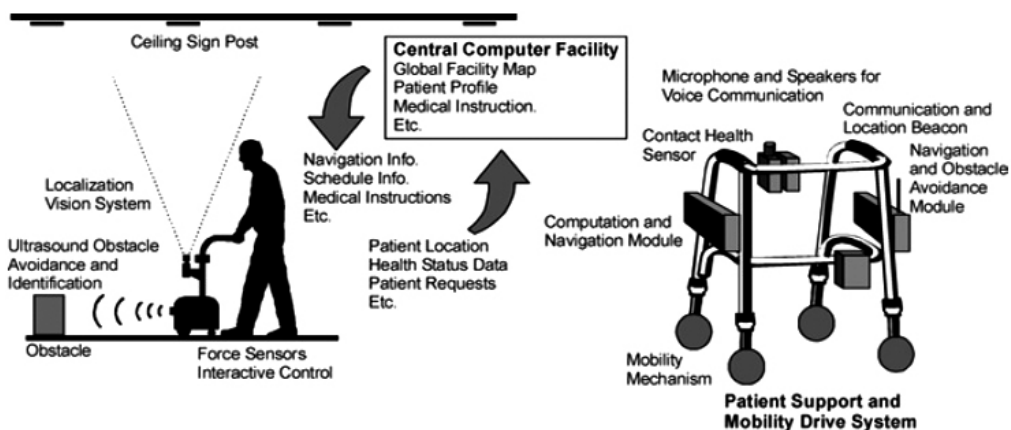 Ceiling Sign Post
Central Computer Facility
Global Facility Map
Patient Profile
Medical Instruction.
Etc.
Navigation Info.
Schedule Info.
Medical Instructions
Etc.
Patient Location
Health Status Data
Patient Requests
Etc.
Localization
Vision System
Ultrasound Obstacle
Avoidance and
Identification
Obstacle
Force Sensors
Interactive Control
Microphone and Speakers for
Voice Communication
Communication and
Location Beacon
Contact Health
Sensor
Navigation
and Obstacle
Avoidance
Module
Computation and
Navigation Module
Mobility
Mechanism
Patient Support and
Mobility Drive System